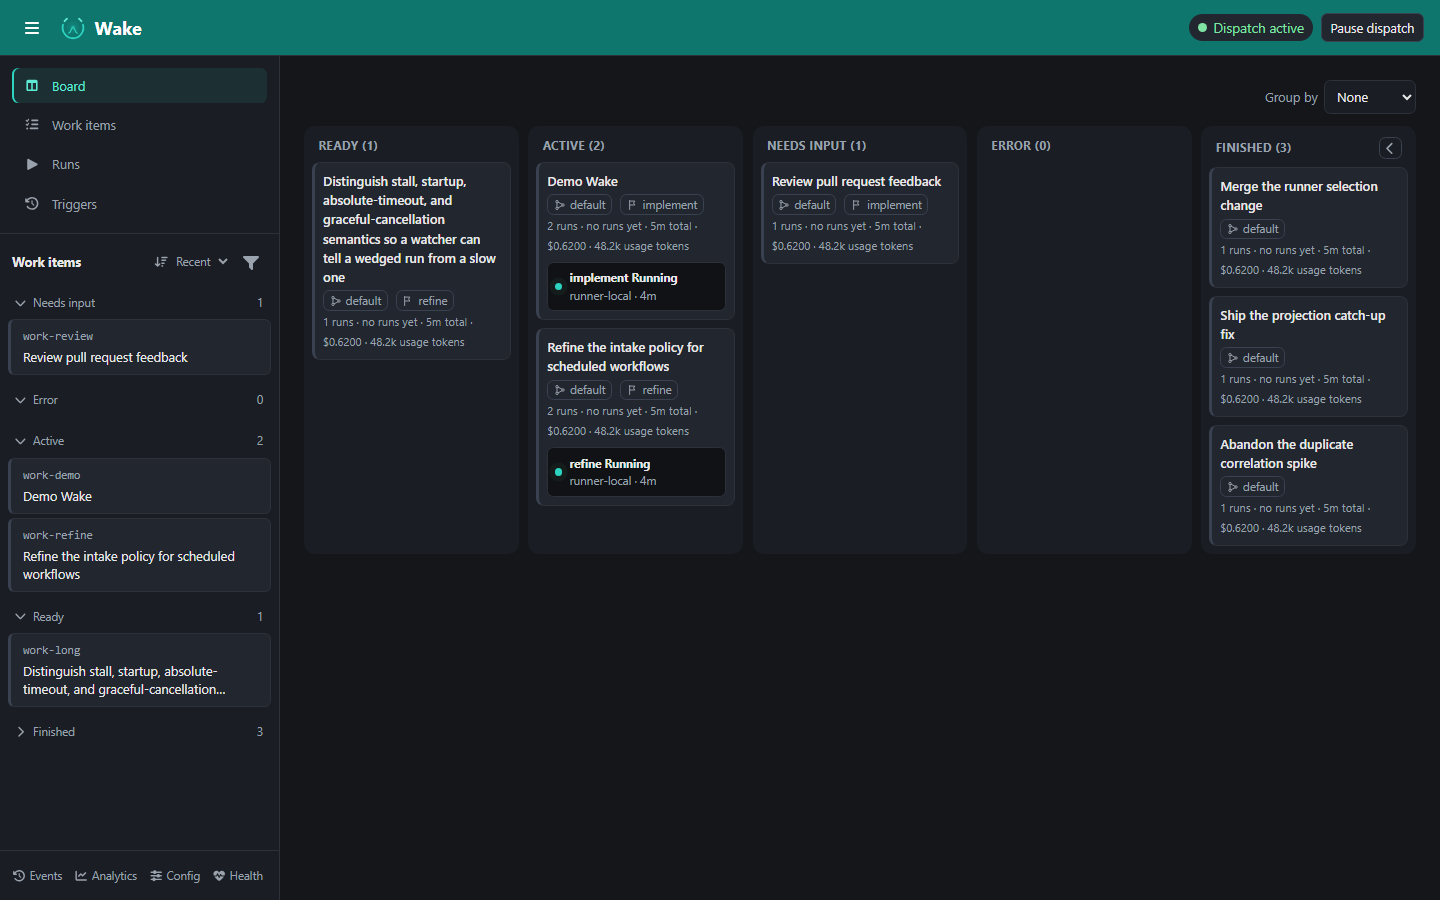 Wake
Dispatch active
Pause dispatch
Board
Work items
Runs
Triggers
Work items
Recent
Needs input 1
work-review
Review pull request feedback
Error 0
Active 2
work-demo
Demo Wake
work-refine
Refine the intake policy for scheduled
workflows
Ready 1
work-long
Distinguish stall, startup, absolute-
timeout, and graceful-cancellation...
Finished 3
Events
Analytics
Config
Health
Group by None
READY (1)
Distinguish stall, startup,
absolute-timeout, and
graceful-cancellation
semantics so a watcher can
tell a wedged run from a slow
one
default refine
1 runs · no runs yet · 5m total ·
$0.6200 · 48.2k usage tokens
ACTIVE (2)
Demo Wake
default implement
2 runs · no runs yet · 5m total ·
$0.6200 · 48.2k usage tokens
implement Running
runner-local · 4m
Refine the intake policy for
scheduled workflows
default refine
2 runs · no runs yet · 5m total ·
$0.6200 · 48.2k usage tokens
refine Running
runner-local · 4m
NEEDS INPUT (1)
Review pull request feedback
default implement
1 runs · no runs yet · 5m total ·
$0.6200 · 48.2k usage tokens
ERROR (0)
FINISHED (3)
Merge the runner selection
change
default
1 runs · no runs yet · 5m total ·
$0.6200 · 48.2k usage tokens
Ship the projection catch-up
fix
default
1 runs · no runs yet · 5m total ·
$0.6200 · 48.2k usage tokens
Abandon the duplicate
correlation spike
default
1 runs · no runs yet · 5m total ·
$0.6200 · 48.2k usage tokens